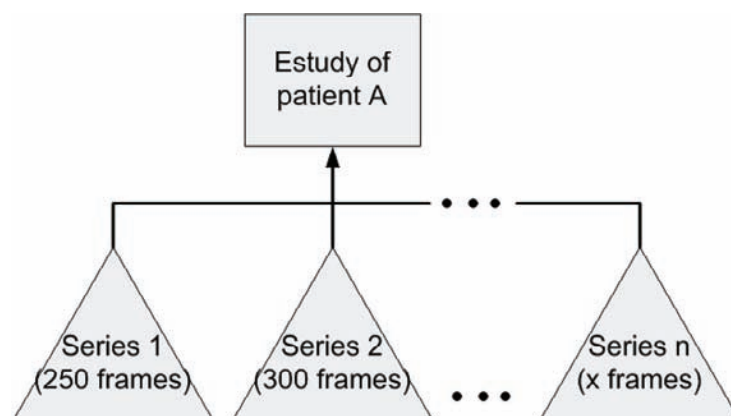 Estudy of
patient A
Series 1
(250 frames)
Series 2
(300 frames)
Series n
(x frames)